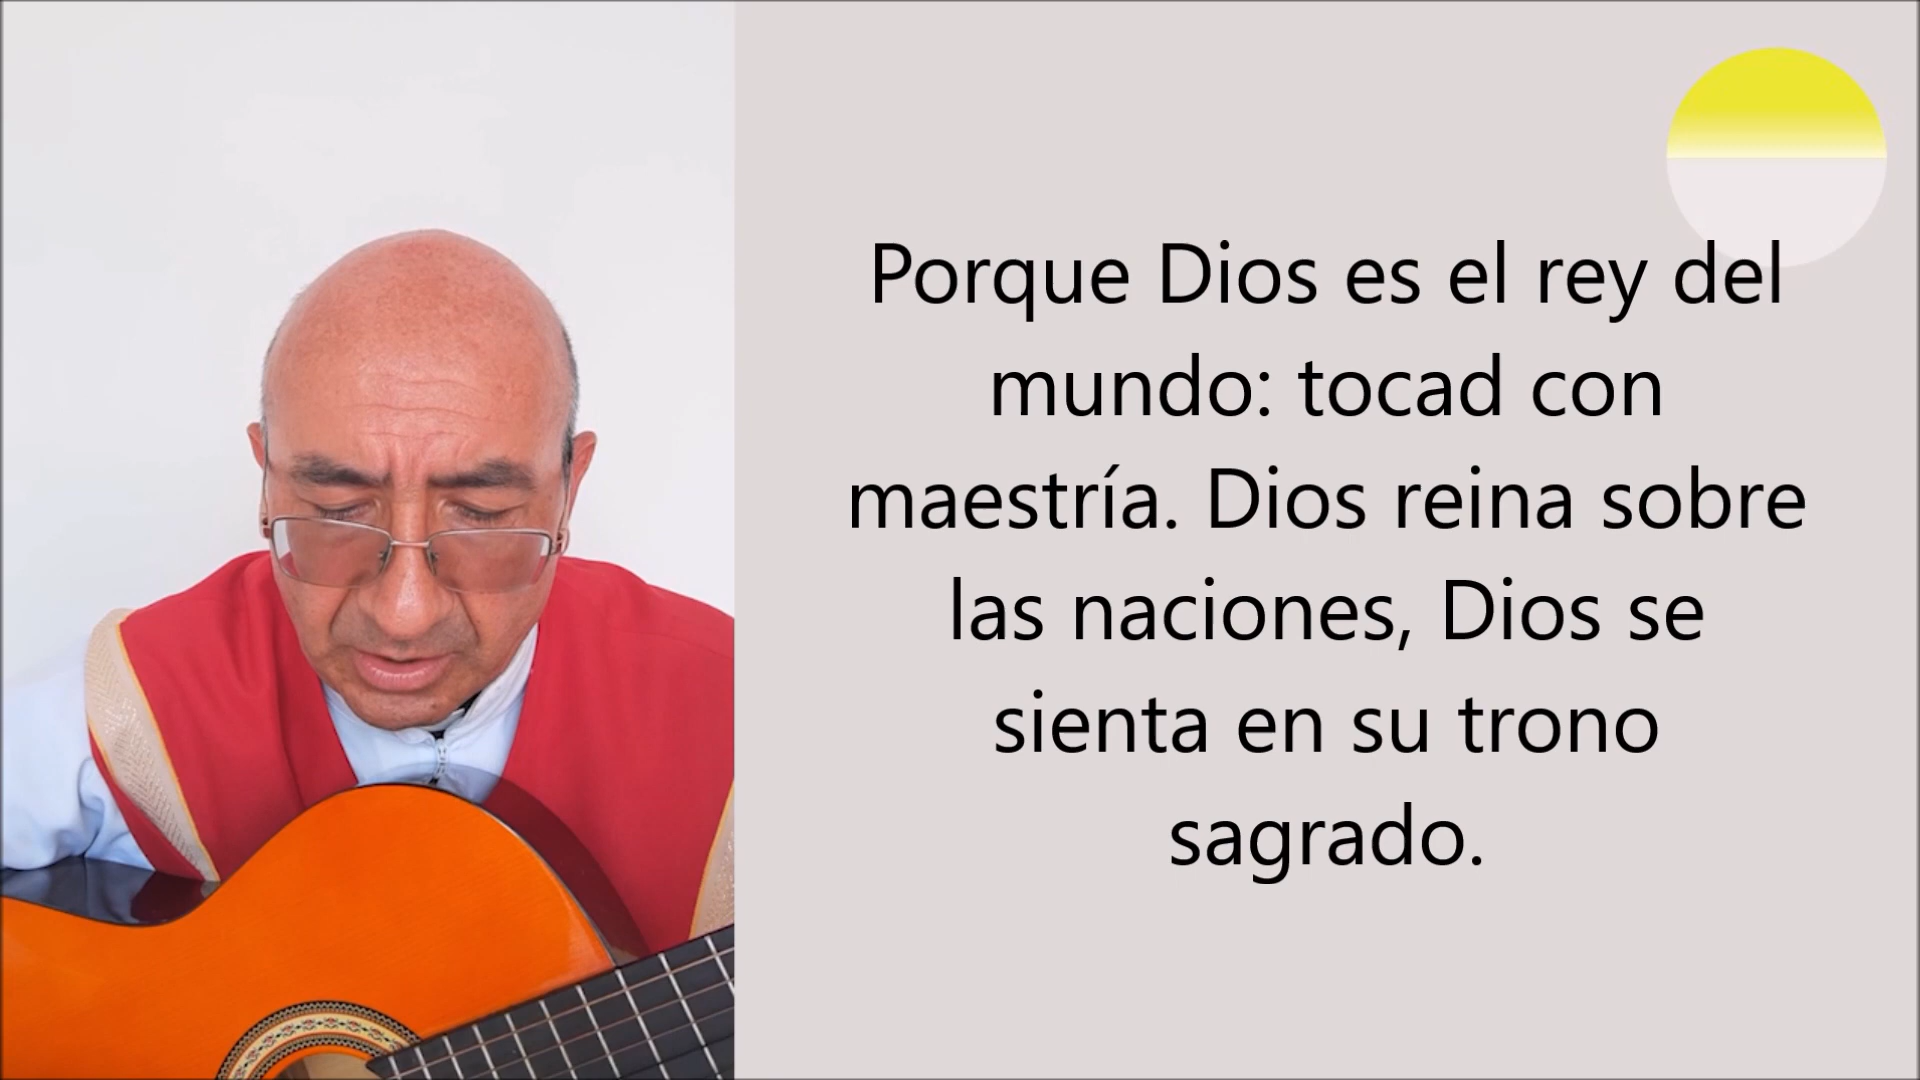 Porque Dios es el rey del
mundo: tocad con
maestría. Dios reina sobre
las naciones, Dios se
sienta en su trono
sagrado.